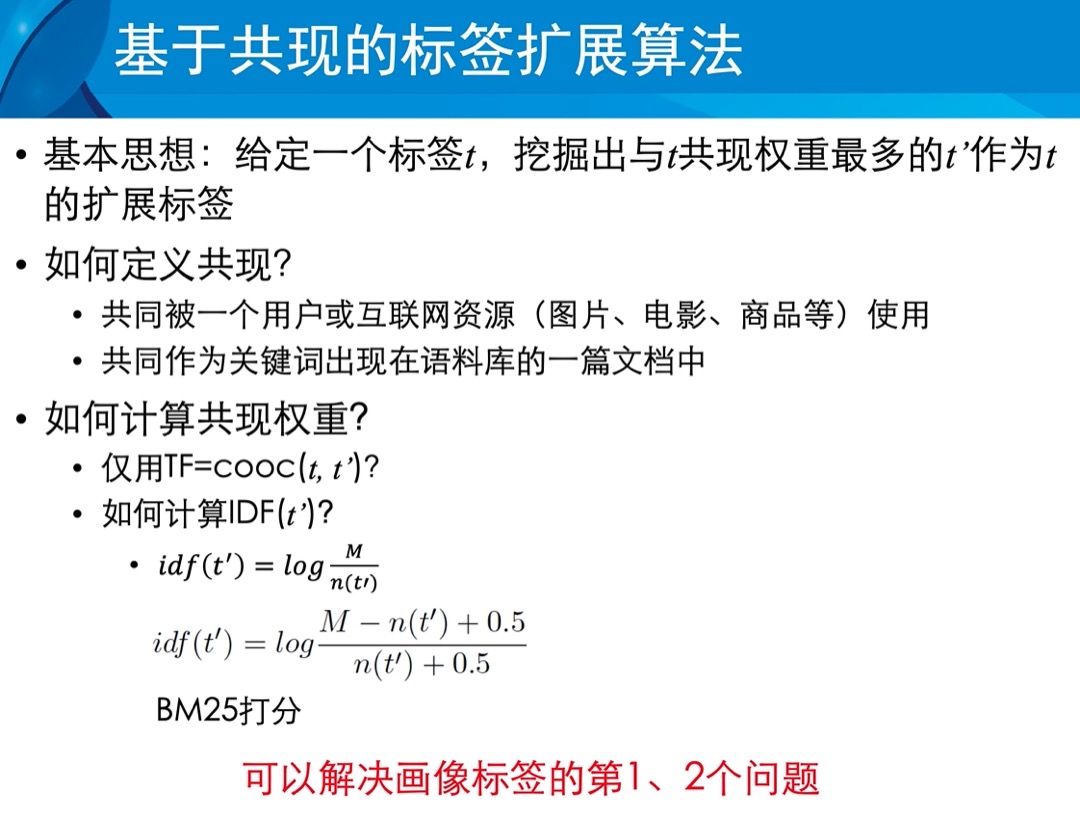 基于共现的标签扩展算法
• 基本思想：给定一个标签t，挖掘出与t共现权重最多的t’作为t
的扩展标签
• 如何定义共现？
• 共同被一个用户或互联网资源（图片、电影、商品等）使用
• 共同作为关键词出现在语料库的一篇文档中
• 如何计算共现权重？
• 仅用TF=cooc(t, t’)?
• 如何计算IDF(t’)?
• idf(t′) = log M / n(t′)
idf(t′) = log (M − n(t′) + 0.5) / (n(t′) + 0.5)
BM25打分
可以解决画像标签的第1、2个问题